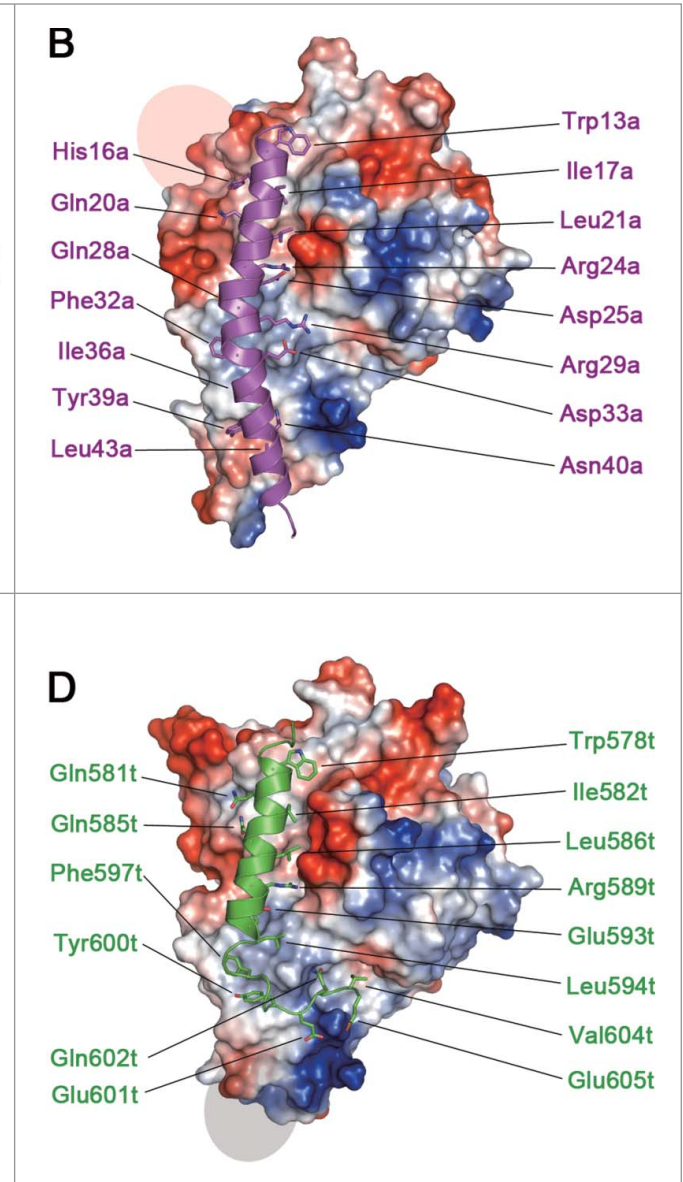 B
His16a
Gln20a
Gln28a
Phe32a
Ile36a
Tyr39a
Leu43a
Trp13a
Ile17a
Leu21a
Arg24a
Asp25a
Arg29a
Asp33a
Asn40a
D
Gln581t
Gln585t
Phe597t
Tyr600t
Gln602t
Glu601t
Trp578t
Ile582t
Leu586t
Arg589t
Glu593t
Leu594t
Val604t
Glu605t